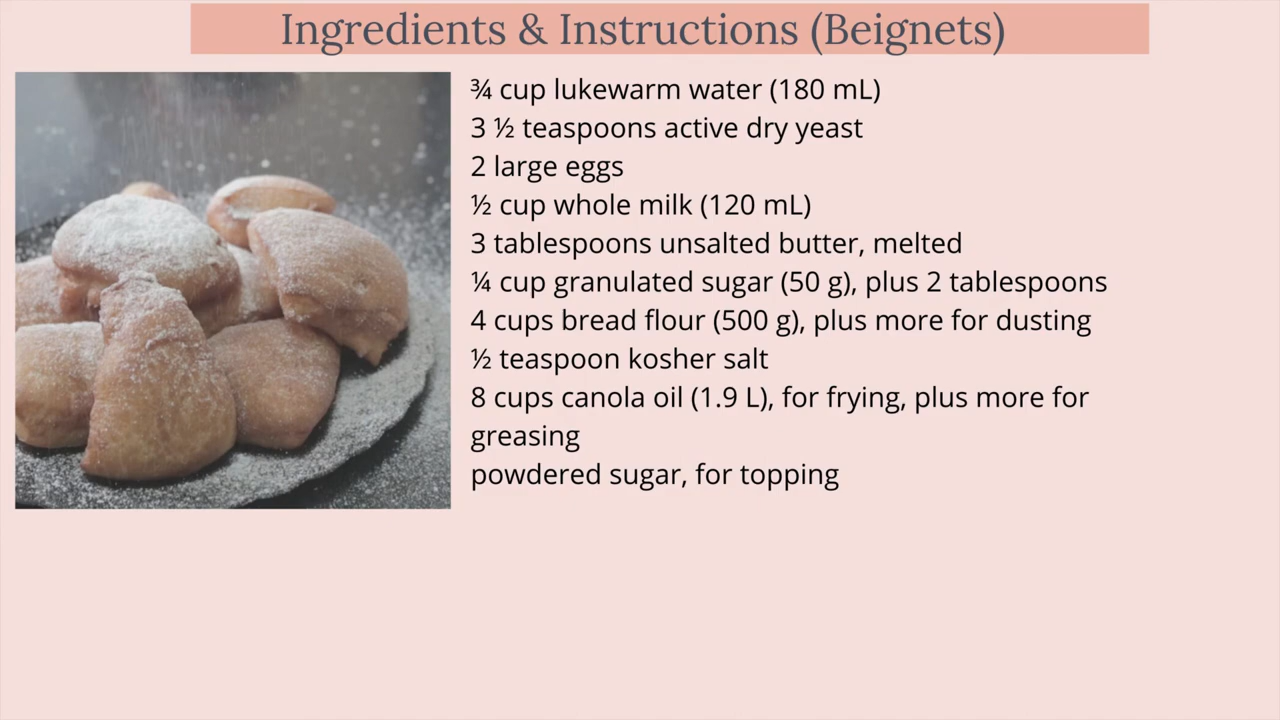 Ingredients & Instructions (Beignets)
¾ cup lukewarm water (180 mL)
3 ½ teaspoons active dry yeast
2 large eggs
½ cup whole milk (120 mL)
3 tablespoons unsalted butter, melted
¼ cup granulated sugar (50 g), plus 2 tablespoons
4 cups bread flour (500 g), plus more for dusting
½ teaspoon kosher salt
8 cups canola oil (1.9 L), for frying, plus more for
greasing
powdered sugar, for topping